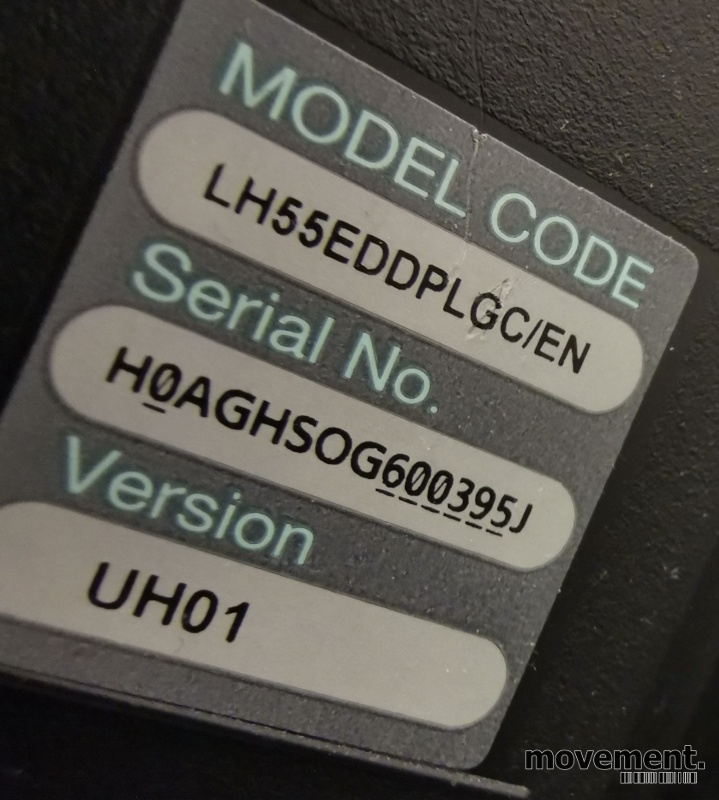 MODEL CODE
LH55EDDPLGC/EN
Serial No.
H0AGHSOG600395J
Version
UH01
movement.